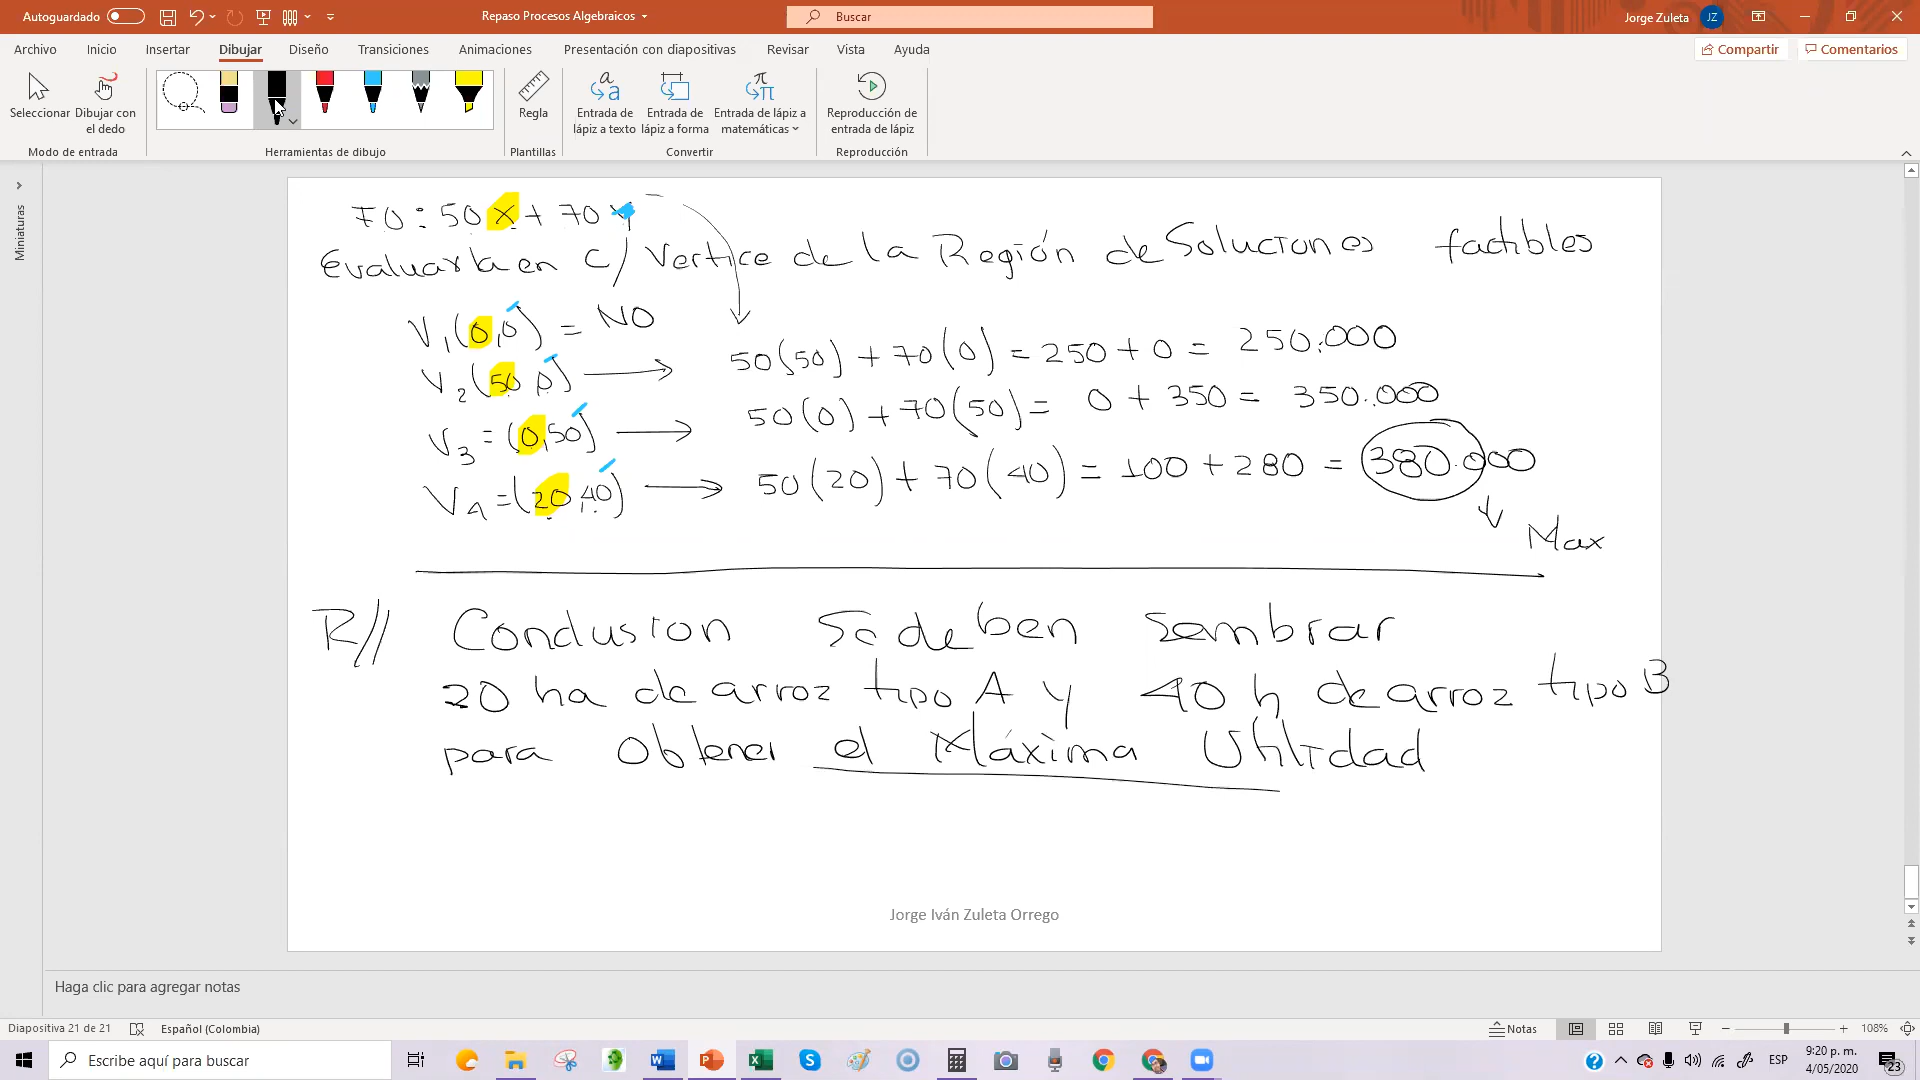 Autoguardado
Repaso Procesos Algebraicos
Buscar
Jorge Zuleta
JZ
Archivo Inicio Insertar Dibujar Diseño Transiciones Animaciones Presentación con diapositivas Revisar Vista Ayuda
Compartir
Comentarios
Seleccionar
Dibujar con el dedo
Regla
Entrada de lápiz a texto
Entrada de lápiz a forma
Entrada de lápiz a matemáticas
Reproducción de entrada de lápiz
Modo de entrada
Herramientas de dibujo
Plantillas
Convertir
Reproducción
Miniaturas
FO: 50X + 70Y
Evaluarla en c/ Vertice de la Región de Soluciones factibles
V1(0,0) = NO
V2(50,0) → 50(50) + 70(0) = 250 + 0 = 250.000
V3 = (0,50) → 50(0) + 70(50) = 0 + 350 = 350.000
V4 = (20,40) → 50(20) + 70(40) = 100 + 280 = 380.000
↓ Max
R// Conclusion Se deben Sembrar
20 ha de arroz tipo A y 40 h de arroz tipo B
para Obtener el Máxima Utilidad
Jorge Iván Zuleta Orrego
Haga clic para agregar notas
Diapositiva 21 de 21
Español (Colombia)
Notas
108%
Escribe aquí para buscar
ESP
9:20 p. m.
4/05/2020
23